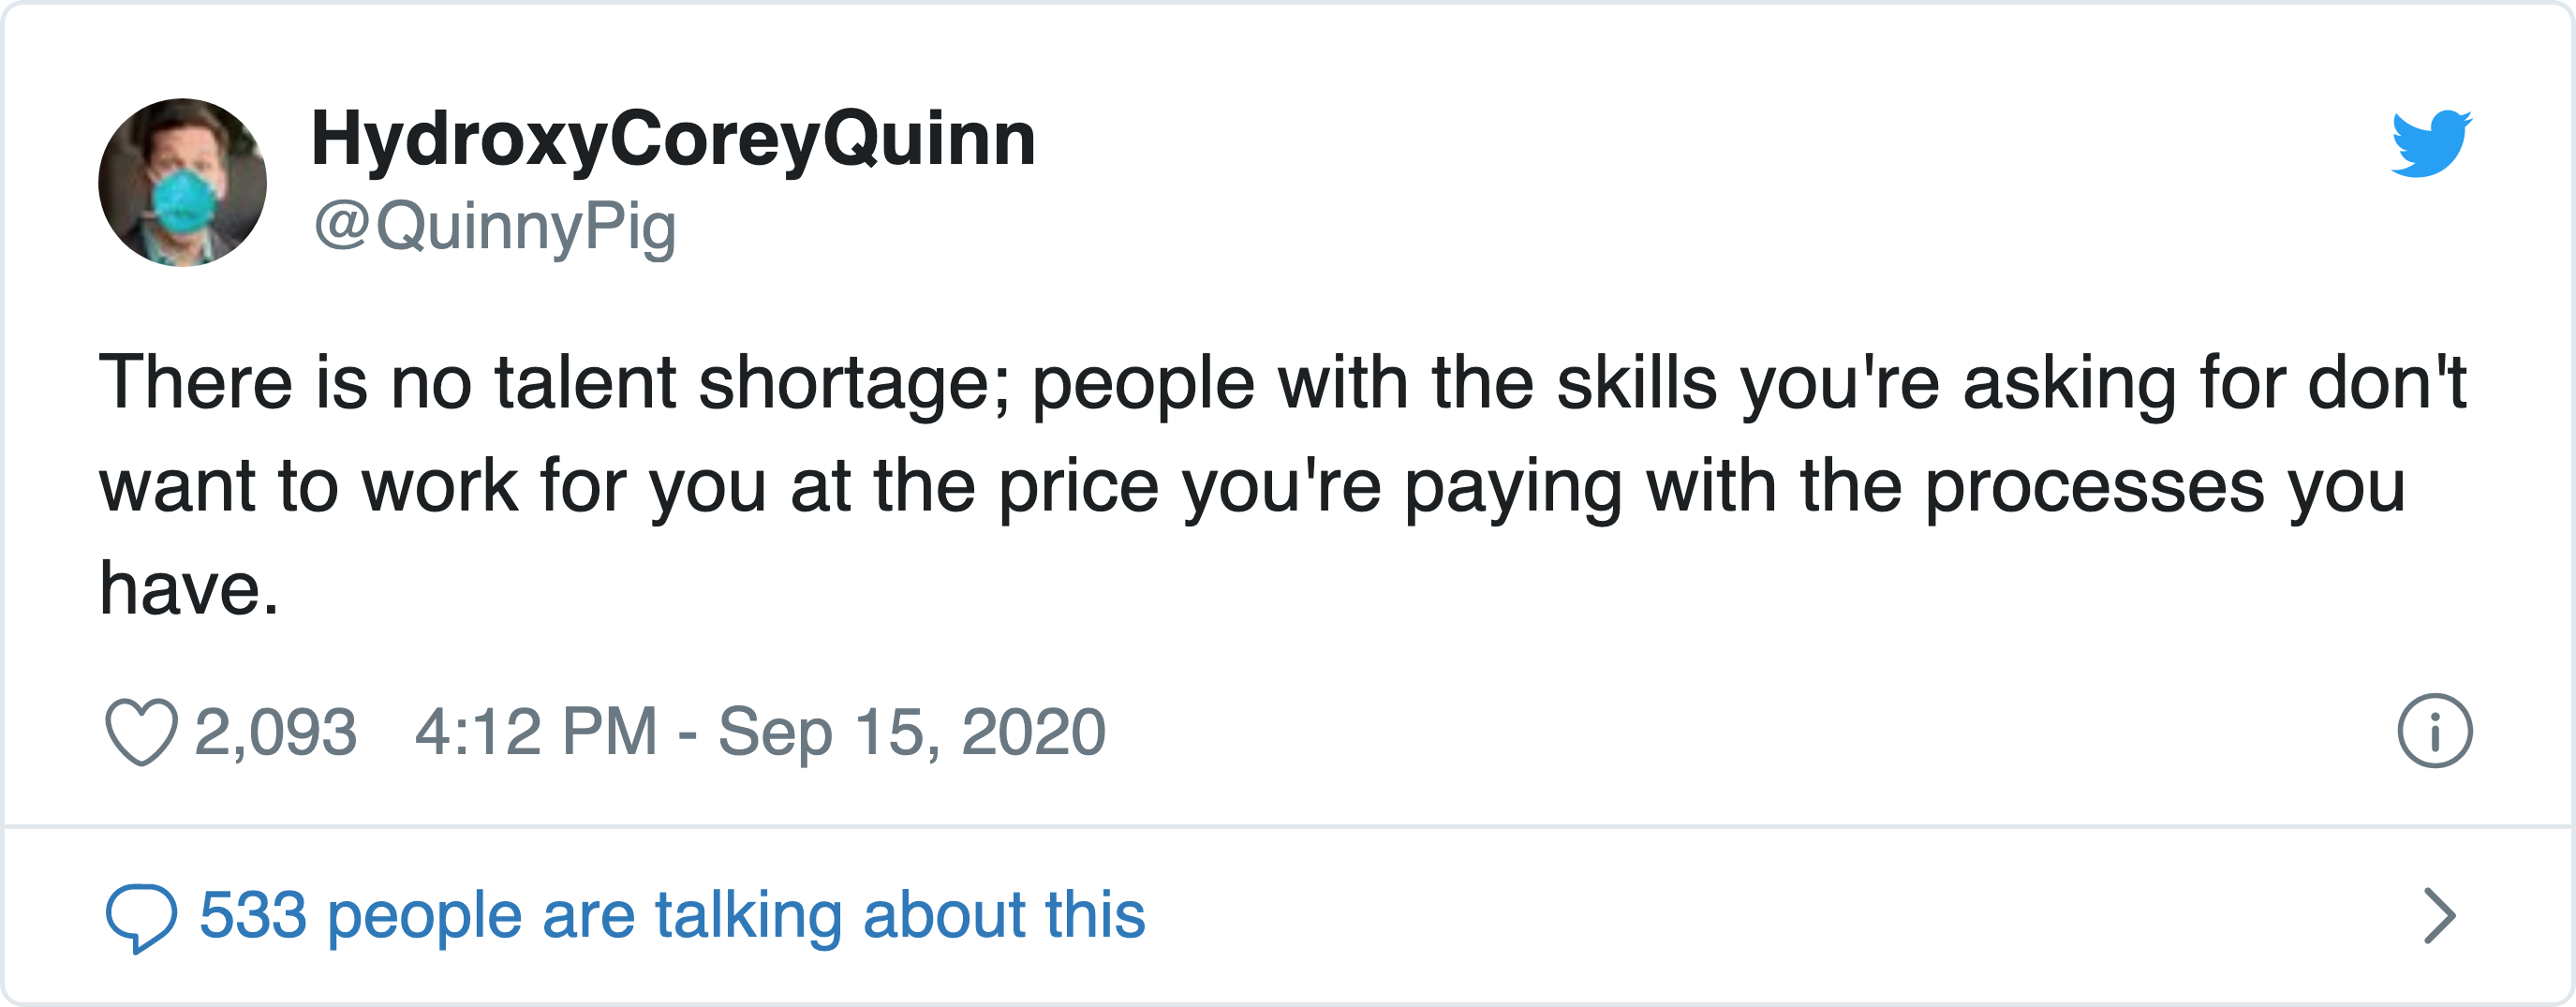 HydroxyCoreyQuinn
@QuinnyPig
There is no talent shortage; people with the skills you're asking for don't
want to work for you at the price you're paying with the processes you
have.
2,093 4:12 PM - Sep 15, 2020
533 people are talking about this